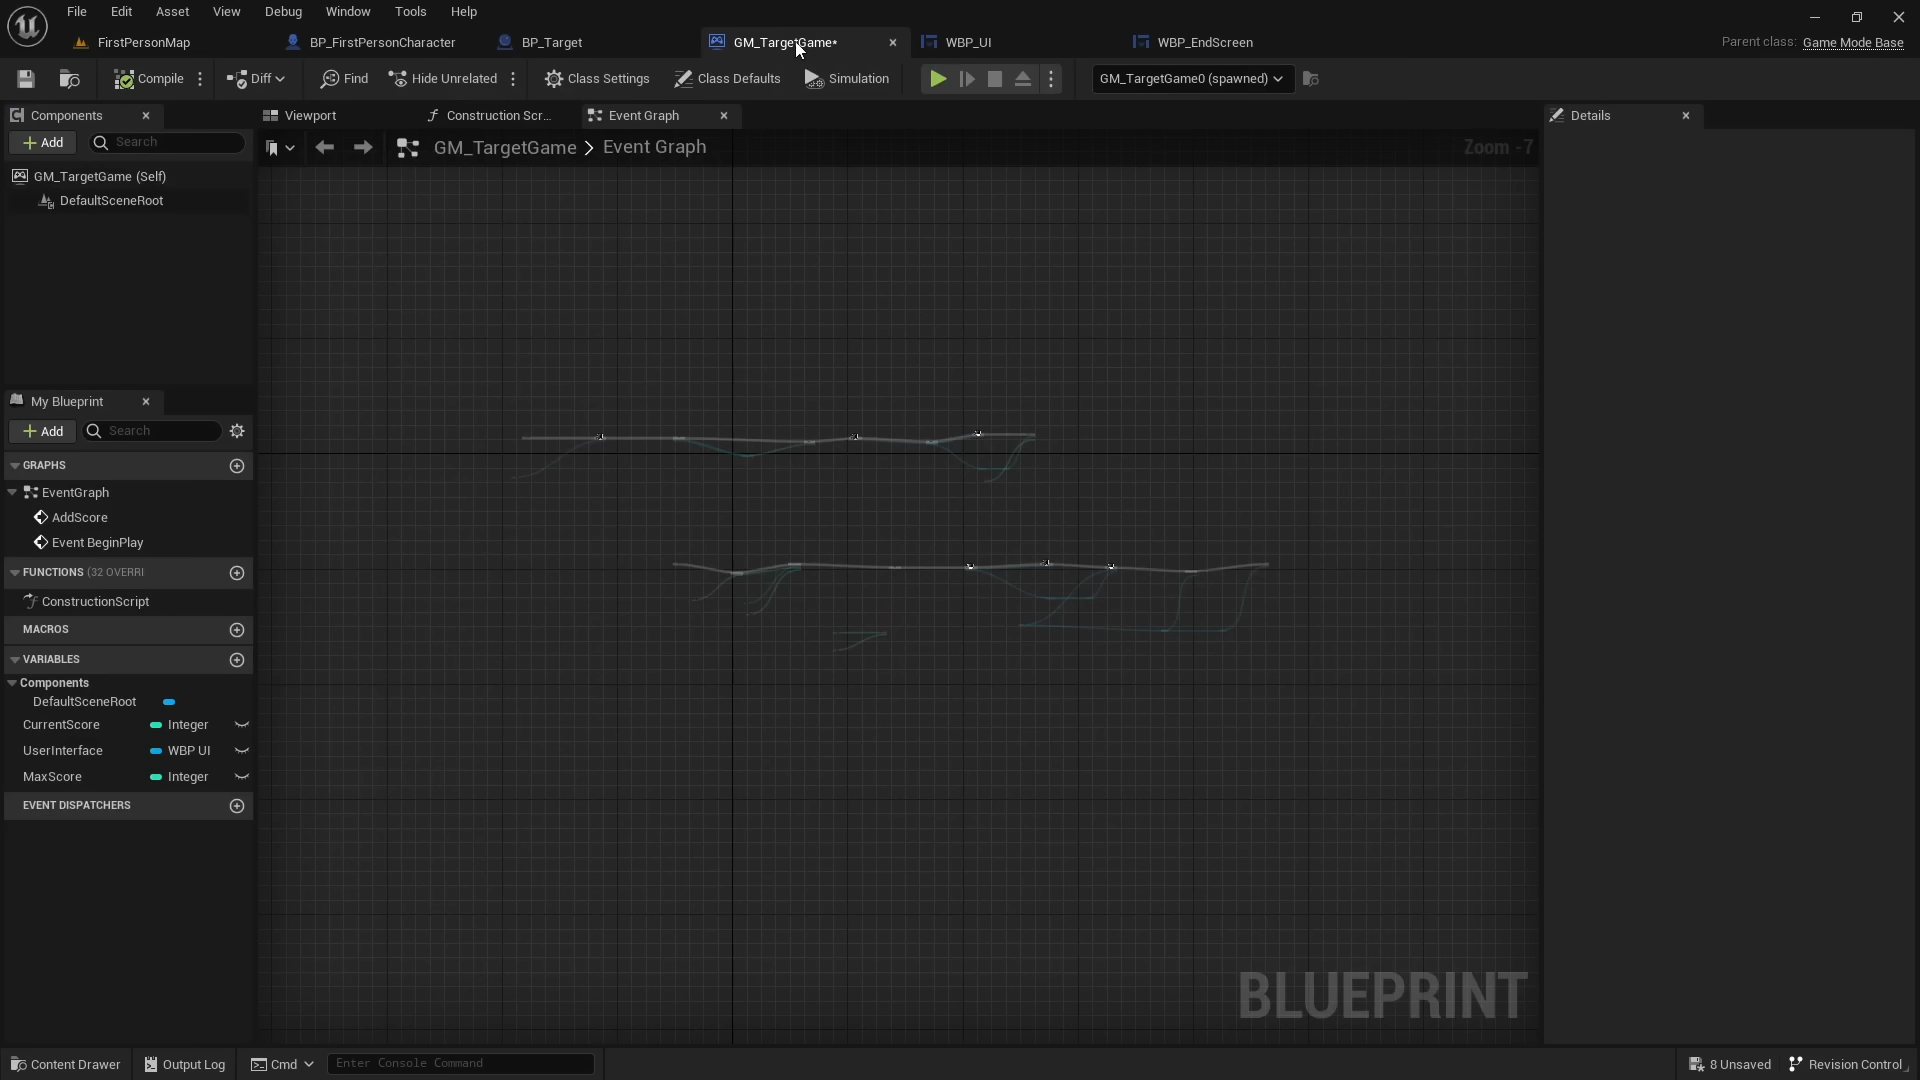 File Edit Asset View Debug Window Tools Help
FirstPersonMap BP_FirstPersonCharacter BP_Target GM_TargetGame* WBP_UI WBP_EndScreen Parent class: Game Mode Base
Compile Diff Find Hide Unrelated Class Settings Class Defaults Simulation GM_TargetGame0 (spawned)
Components Viewport Construction Scr... Event Graph Details
Add Search GM_TargetGame > Event Graph Zoom -7
GM_TargetGame (Self)
DefaultSceneRoot
My Blueprint
Add Search
GRAPHS
EventGraph
AddScore
Event BeginPlay
FUNCTIONS (32 OVERRI
ConstructionScript
MACROS
VARIABLES
Components
DefaultSceneRoot
CurrentScore Integer
UserInterface WBP UI
MaxScore Integer
EVENT DISPATCHERS
BLUEPRINT
Content Drawer Output Log Cmd Enter Console Command 8 Unsaved Revision Control